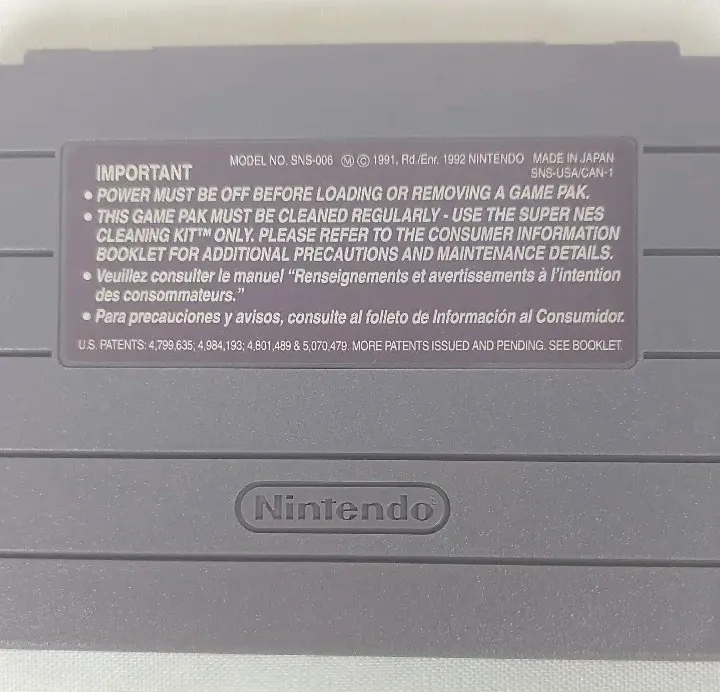 MODEL NO. SNS-006 Ⓜ © 1991, Rd./Enr. 1992 NINTENDO MADE IN JAPAN
IMPORTANT SNS-USA/CAN-1
• POWER MUST BE OFF BEFORE LOADING OR REMOVING A GAME PAK.
• THIS GAME PAK MUST BE CLEANED REGULARLY - USE THE SUPER NES
CLEANING KIT™ ONLY. PLEASE REFER TO THE CONSUMER INFORMATION
BOOKLET FOR ADDITIONAL PRECAUTIONS AND MAINTENANCE DETAILS.
• Veuillez consulter le manuel “Renseignements et avertissements à l’intention
des consommateurs.”
• Para precauciones y avisos, consulte al folleto de Información al Consumidor.
U.S. PATENTS: 4,799,635; 4,984,193; 4,801,489 & 5,070,479. MORE PATENTS ISSUED AND PENDING. SEE BOOKLET.
Nintendo